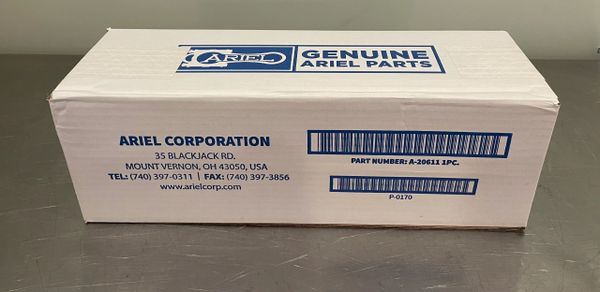 ARIEL
GENUINE
ARIEL PARTS
ARIEL CORPORATION
35 BLACKJACK RD.
MOUNT VERNON, OH 43050, USA
TEL: (740) 397-0311 | FAX: (740) 397-3856
www.arielcorp.com
PART NUMBER: A-20611 1PC.
P-0170